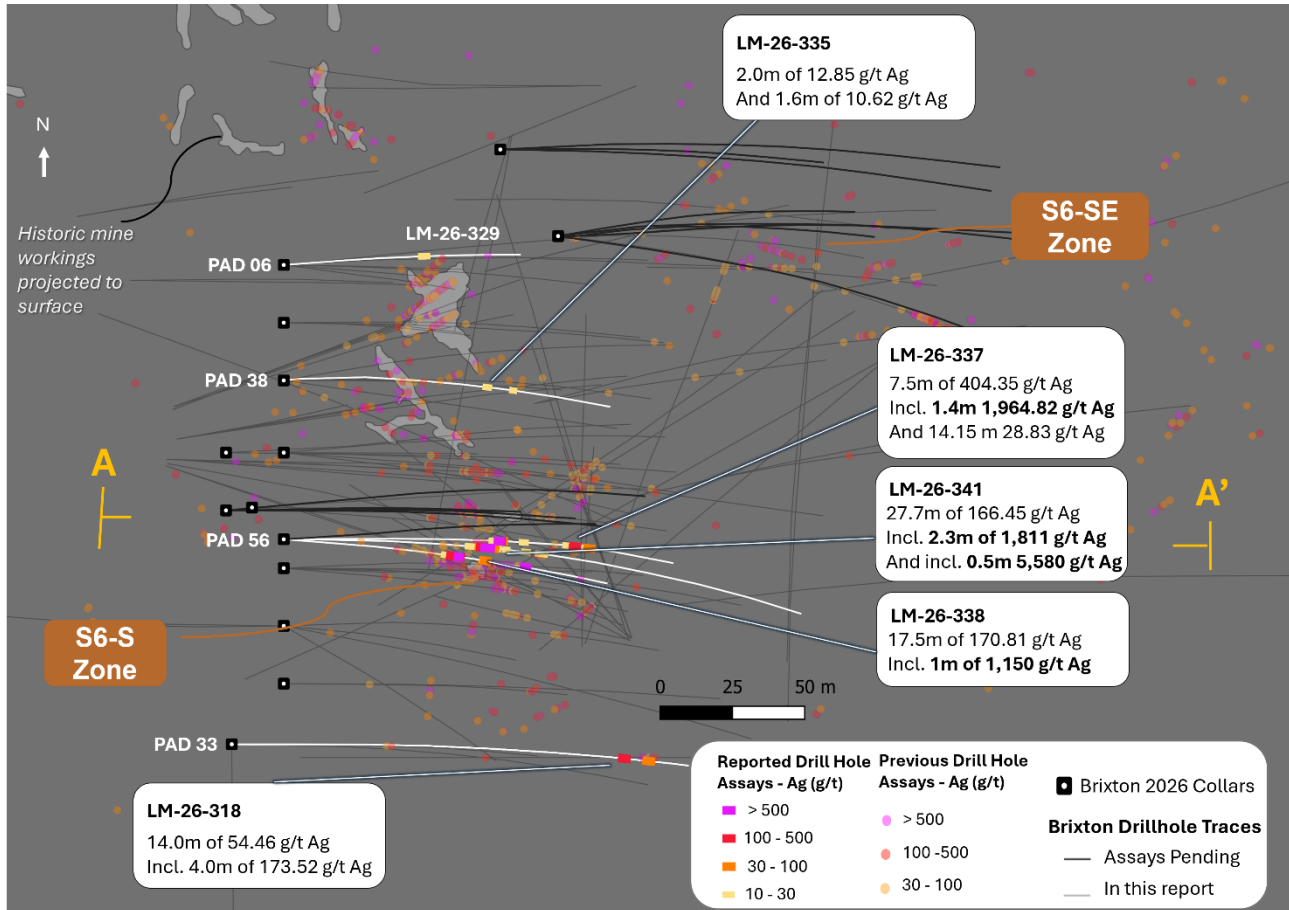 LM-26-335
2.0m of 12.85 g/t Ag
And 1.6m of 10.62 g/t Ag
N
Historic mine
workings
projected to
surface
LM-26-329
PAD 06
S6-SE
Zone
PAD 38
LM-26-337
7.5m of 404.35 g/t Ag
Incl. 1.4m 1,964.82 g/t Ag
And 14.15 m 28.83 g/t Ag
A
A’
LM-26-341
27.7m of 166.45 g/t Ag
Incl. 2.3m of 1,811 g/t Ag
And incl. 0.5m 5,580 g/t Ag
PAD 56
LM-26-338
17.5m of 170.81 g/t Ag
Incl. 1m of 1,150 g/t Ag
S6-S
Zone
0 25 50 m
PAD 33
LM-26-318
14.0m of 54.46 g/t Ag
Incl. 4.0m of 173.52 g/t Ag
Reported Drill Hole
Assays - Ag (g/t)
> 500
100 - 500
30 - 100
10 - 30
Previous Drill Hole
Assays - Ag (g/t)
> 500
100 -500
30 - 100
Brixton 2026 Collars
Brixton Drillhole Traces
Assays Pending
In this report